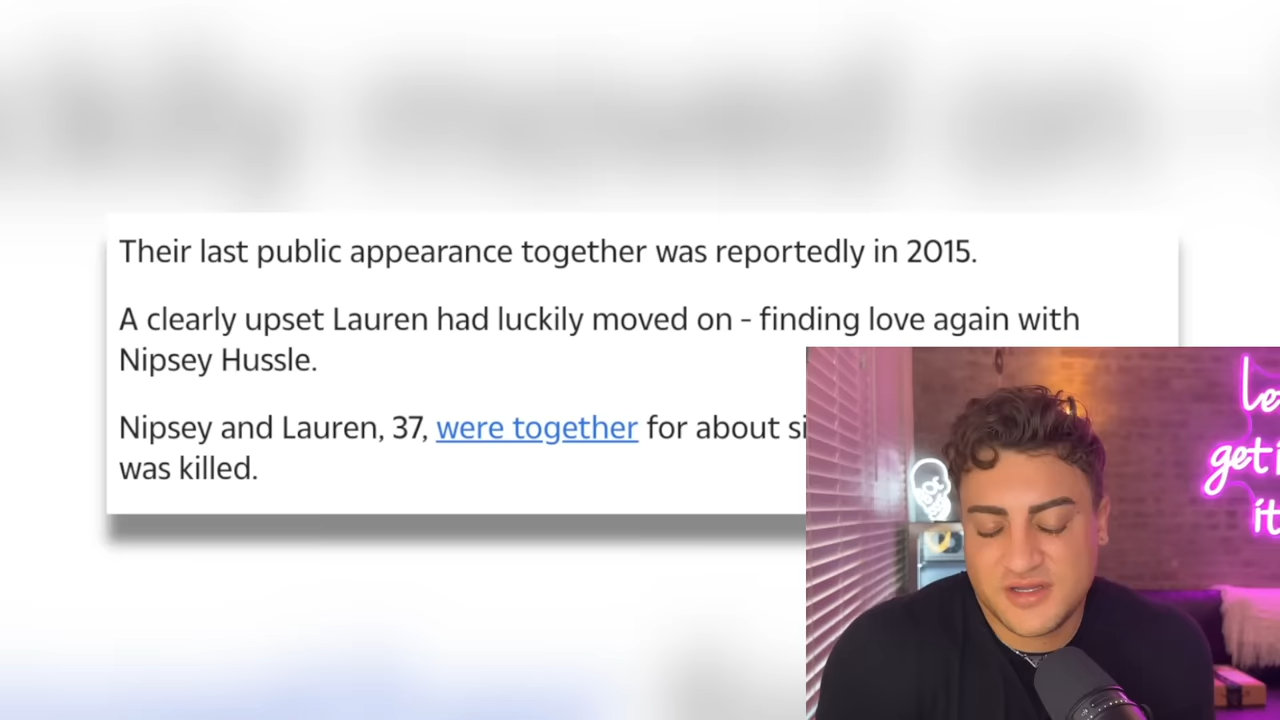 Their last public appearance together was reportedly in 2015.
A clearly upset Lauren had luckily moved on - finding love again with
Nipsey Hussle.
Nipsey and Lauren, 37, were together for about
was killed.
get